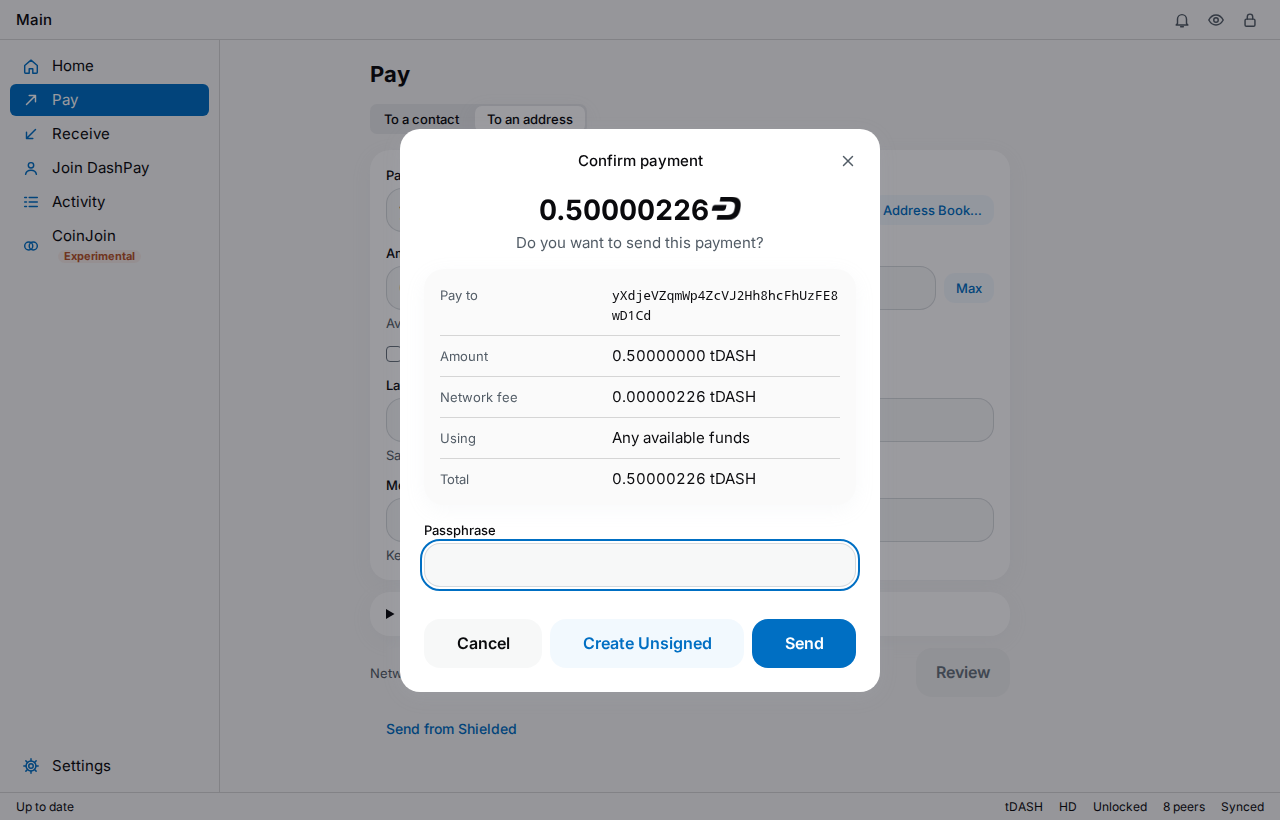 Main
Home
Pay
Receive
Join DashPay
Activity
CoinJoin
Experimental
Settings
Pay
To a contact
To an address
Address Book...
Max
Confirm payment
0.50000226
Do you want to send this payment?
Pay to
yXdjeVZqmWp4ZcVJ2Hh8hcFhUzFE8
wD1Cd
Amount
0.50000000 tDASH
Network fee
0.00000226 tDASH
Using
Any available funds
Total
0.50000226 tDASH
Passphrase
Cancel
Create Unsigned
Send
Review
Send from Shielded
Up to date
tDASH
HD
Unlocked
8 peers
Synced